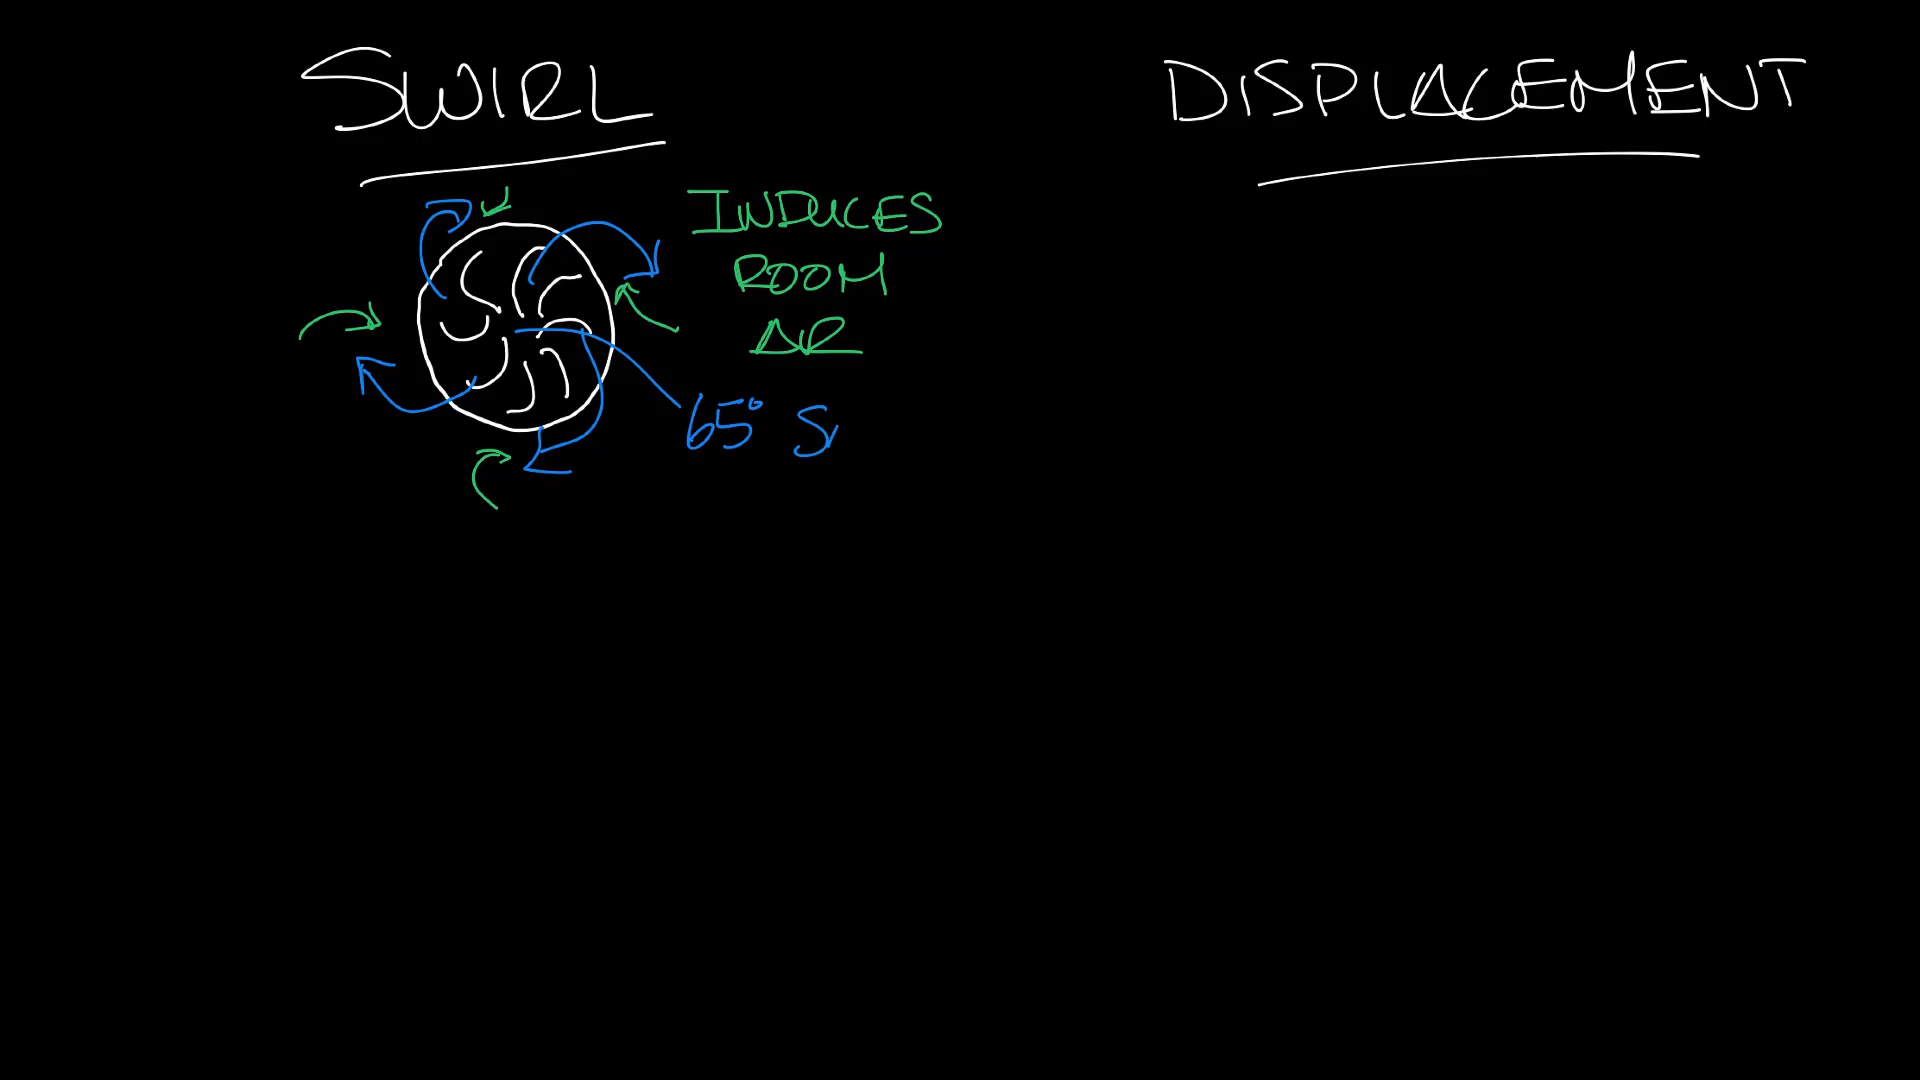 SWIRL
DISPLACEMENT
INDUCES
ROOM
AIR
65° S